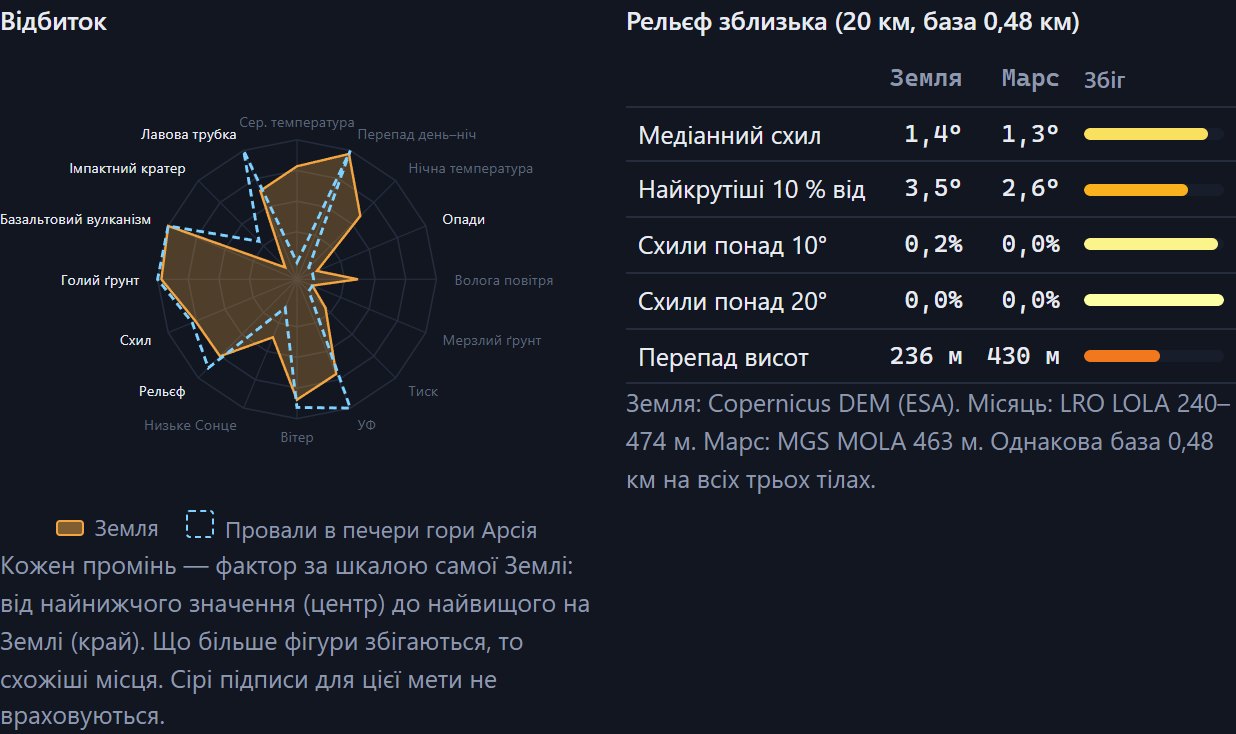 Відбиток
Сер. температура
Лавова трубка
Перепад день–ніч
Імпактний кратер
Нічна температура
Базальтовий вулканізм
Опади
Голий ґрунт
Волога повітря
Схил
Мерзлий ґрунт
Рельєф
Тиск
Низьке Сонце
УФ
Вітер
Земля
Провали в печери гори Арсія
Кожен промінь — фактор за шкалою самої Землі:
від найнижчого значення (центр) до найвищого на
Землі (край). Що більше фігури збігаються, то
схожіші місця. Сірі підписи для цієї мети не
враховуються.
Рельєф зблизька (20 км, база 0,48 км)
Земля Марс Збіг
Медіанний схил 1,4° 1,3°
Найкрутіші 10 % від 3,5° 2,6°
Схили понад 10° 0,2% 0,0%
Схили понад 20° 0,0% 0,0%
Перепад висот 236 м 430 м
Земля: Copernicus DEM (ESA). Місяць: LRO LOLA 240–
474 м. Марс: MGS MOLA 463 м. Однакова база 0,48
км на всіх трьох тілах.